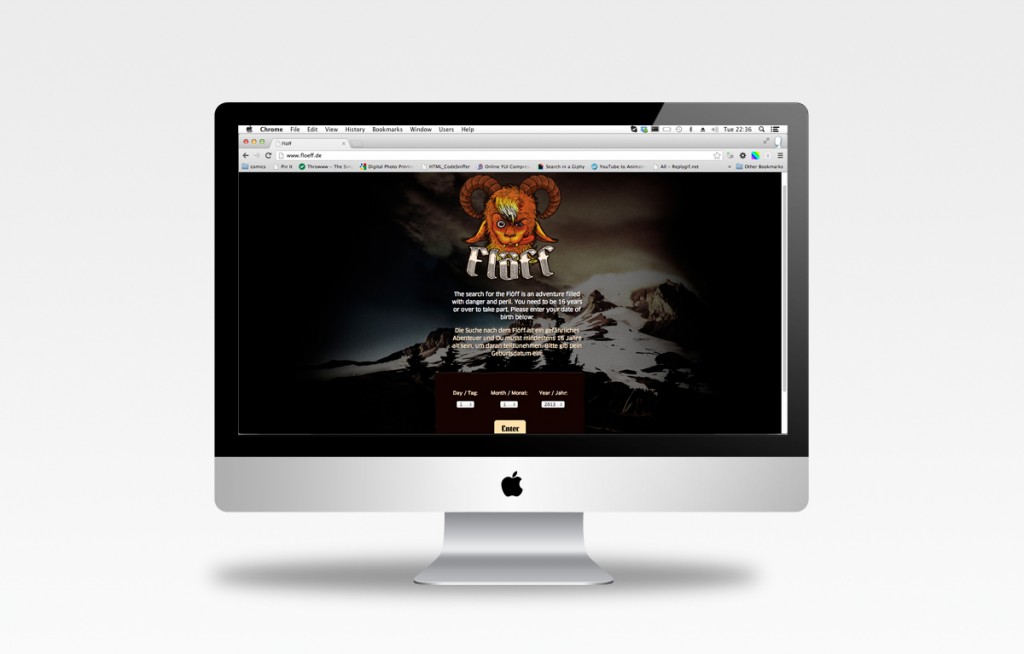 Chrome File Edit View History Bookmarks Window Users Help Tue 22:36
Flöff
www.floeff.de
comics Pin It Throwww – The Sim Digital Photo Printin HTML_CodeSniffer Online YUI Compres Search in a Giphy YouTube to Animat All – Replygif.net » Other Bookmarks
Flöff
The search for the Flöff is an adventure filled
with danger and peril. You need to be 16 years
or over to take part. Please enter your date of
birth below:
Die Suche nach dem Flöff ist ein gefährliches
Abenteuer und Du musst mindestens 16 Jahre
alt sein, um daran teilzunehmen. Bitte gib dein
Geburtsdatum ein:
Day / Tag: Month / Monat: Year / Jahr:
1 1 2013
Enter